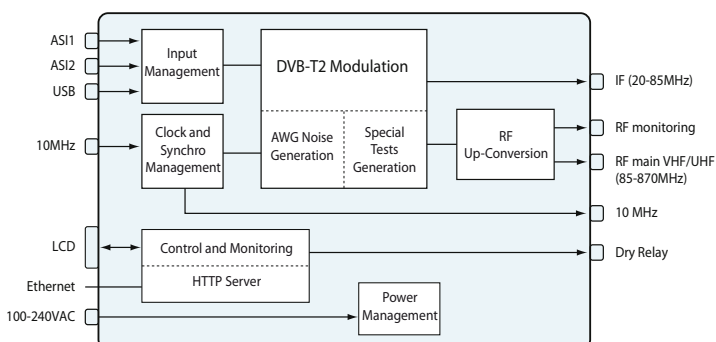 ASI1
ASI2
USB
10MHz
LCD
Ethernet
100-240VAC
Input
Management
Clock and
Synchro
Management
DVB-T2 Modulation
AWG Noise
Generation
Special
Tests
Generation
RF
Up-Conversion
Control and Monitoring
HTTP Server
Power
Management
IF (20-85MHz)
RF monitoring
RF main VHF/UHF
(85-870MHz)
10 MHz
Dry Relay